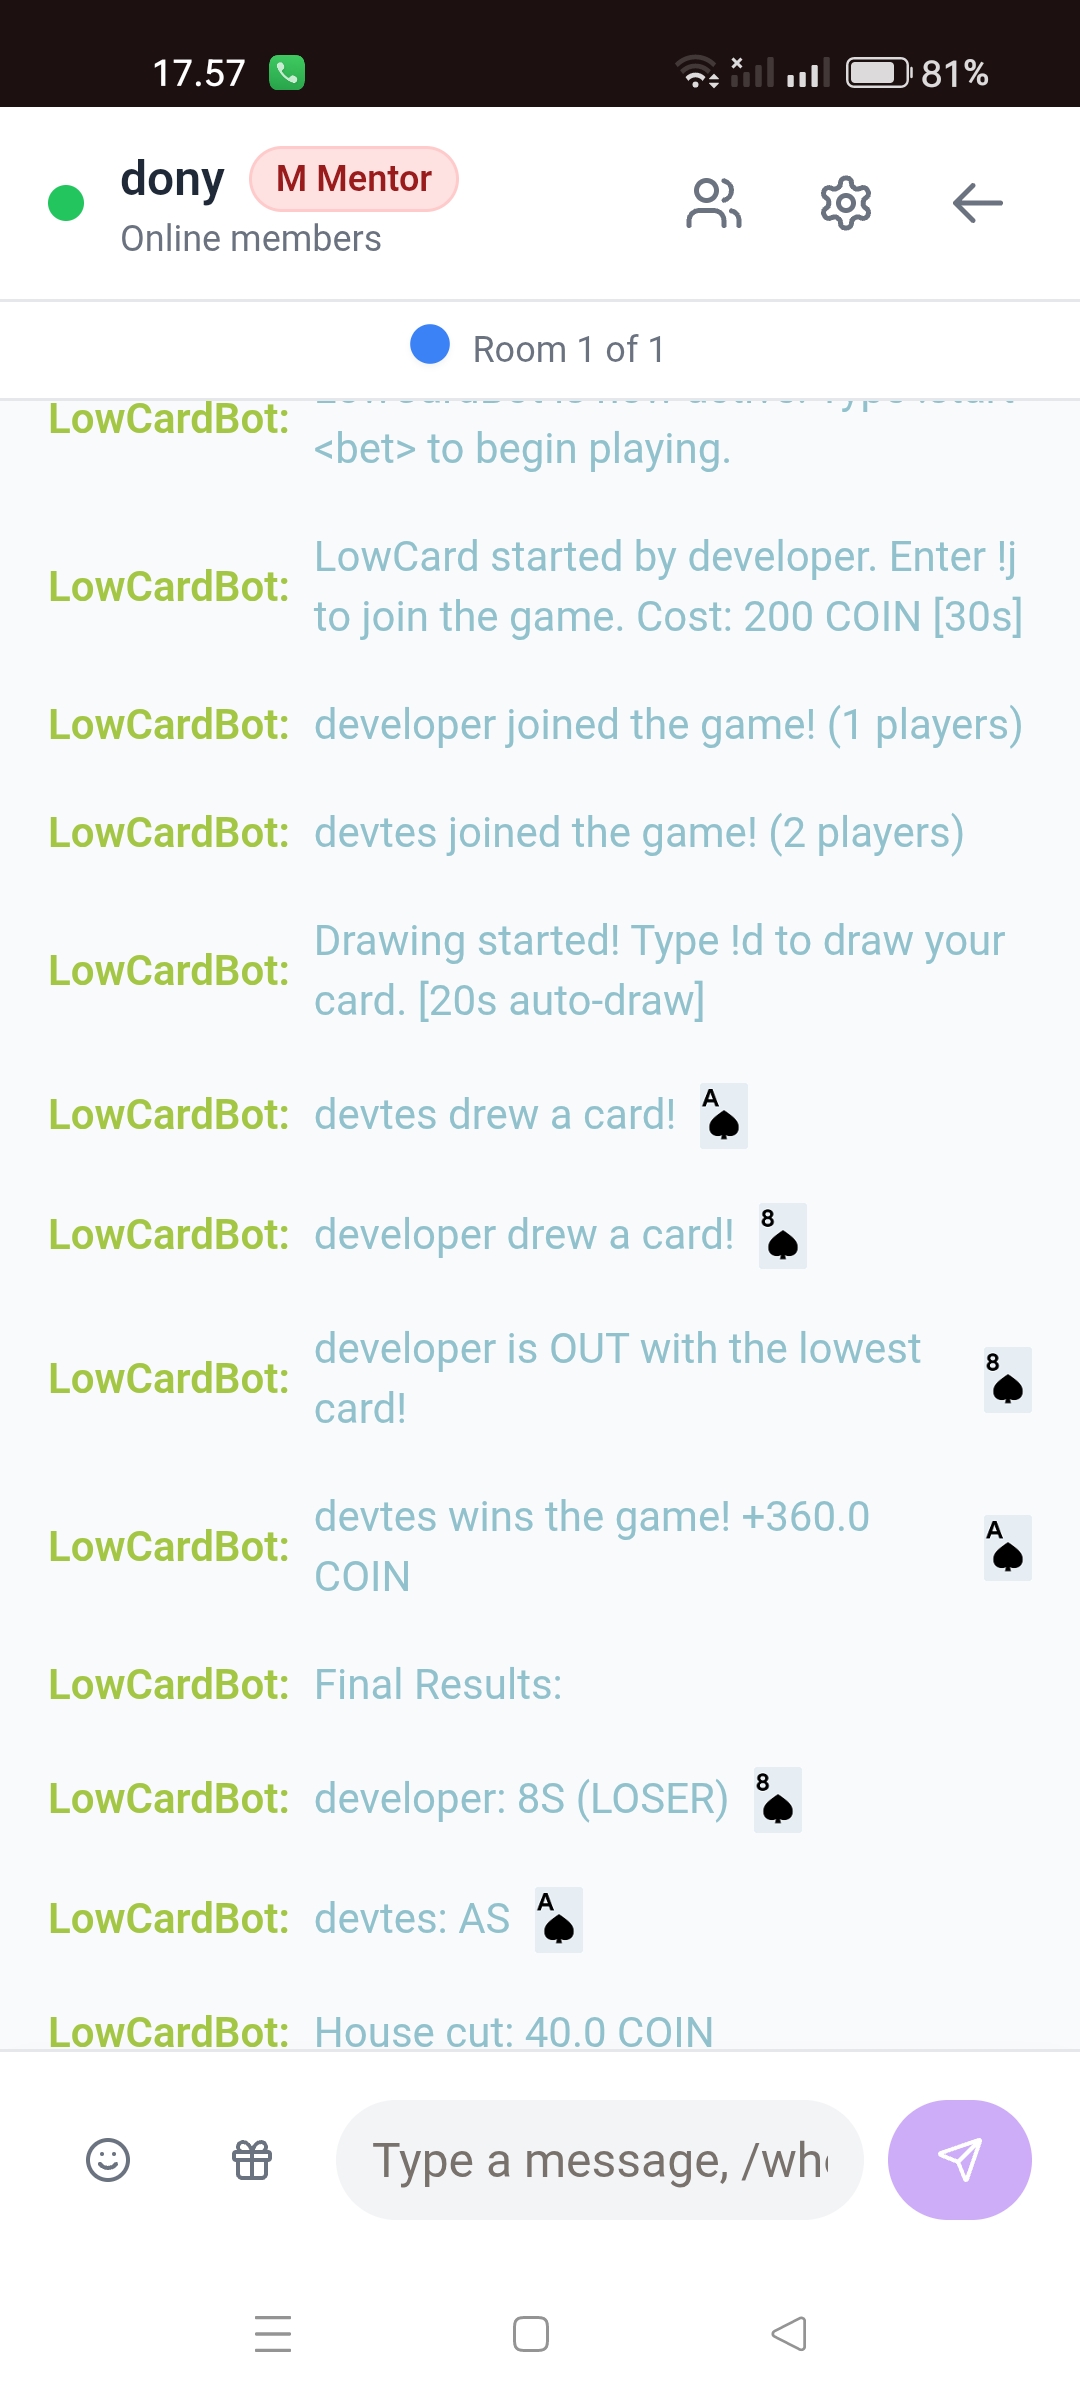 17.57
81%
dony
M Mentor
Online members
Room 1 of 1
LowCardBot:
<bet> to begin playing.
LowCardBot: LowCard started by developer. Enter !j
to join the game. Cost: 200 COIN [30s]
LowCardBot: developer joined the game! (1 players)
LowCardBot: devtes joined the game! (2 players)
LowCardBot: Drawing started! Type !d to draw your
card. [20s auto-draw]
LowCardBot: devtes drew a card! A
LowCardBot: developer drew a card! 8
LowCardBot: developer is OUT with the lowest
card! 8
LowCardBot: devtes wins the game! +360.0
COIN A
LowCardBot: Final Results:
LowCardBot: developer: 8S (LOSER) 8
LowCardBot: devtes: AS A
LowCardBot: House cut: 40.0 COIN
Type a message,